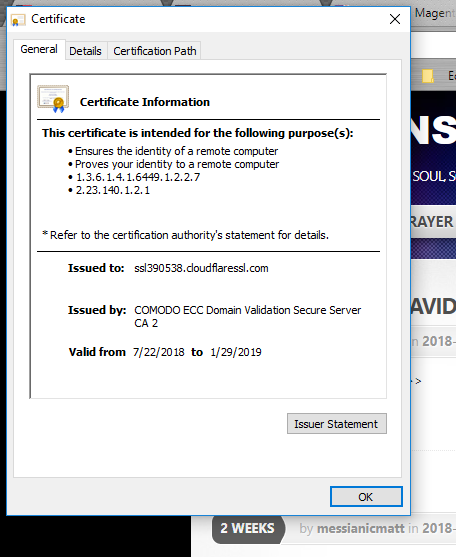 Certificate
Magent
General Details Certification Path
Certificate Information
This certificate is intended for the following purpose(s):
• Ensures the identity of a remote computer
• Proves your identity to a remote computer
• 1.3.6.1.4.1.6449.1.2.2.7
• 2.23.140.1.2.1
* Refer to the certification authority's statement for details.
Issued to: ssl390538.cloudflaressl.com
Issued by: COMODO ECC Domain Validation Secure Server
CA 2
Valid from 7/22/2018 to 1/29/2019
Issuer Statement
OK
NS
SOUL, S
RAYER
AVID
in 2018-
>>
2 WEEKS by messianicmatt in 2018-